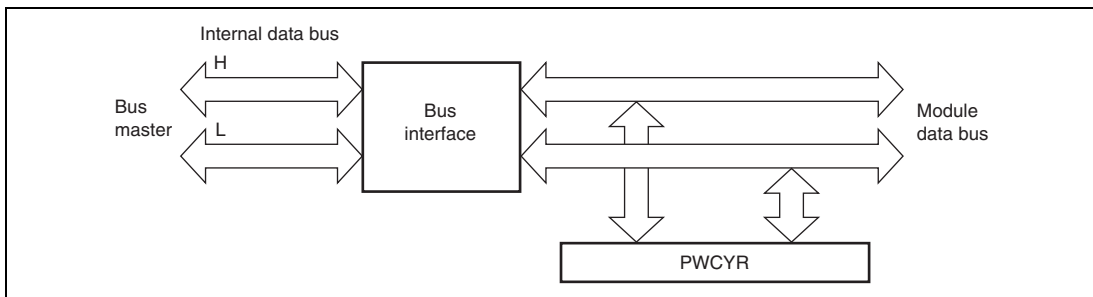 Internal data bus
H
Bus
master
L
Bus
interface
Module
data bus
PWCYR